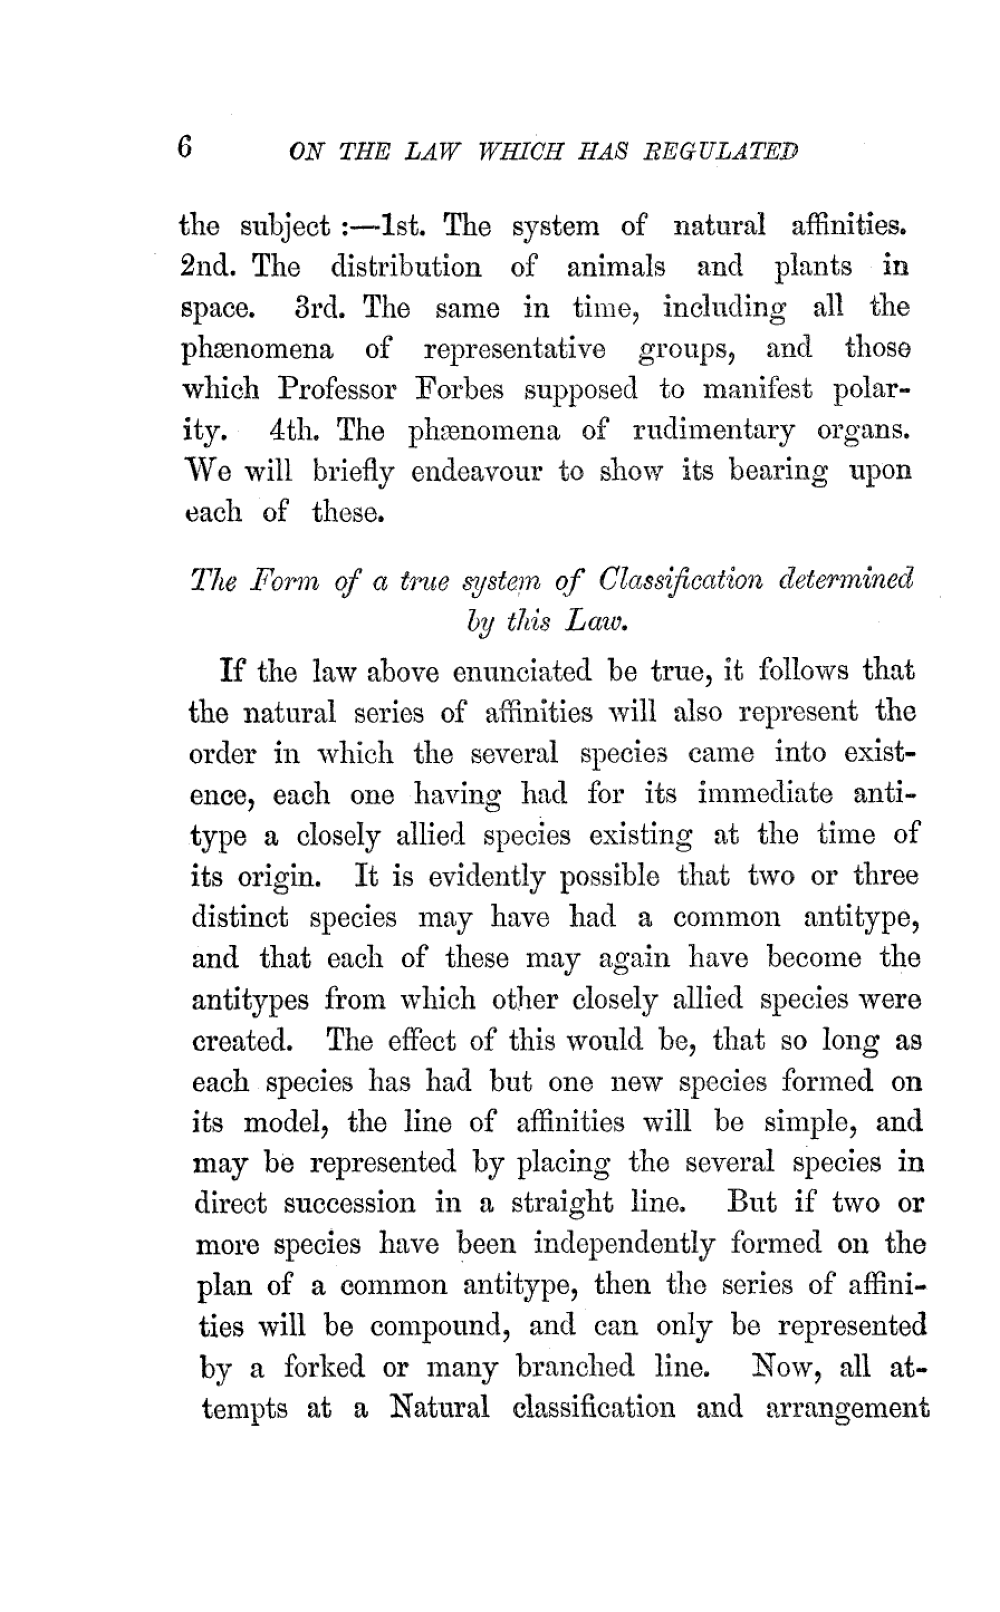 6 ON THE LAW WHICH HAS REGULATED
the subject :—1st. The system of natural affinities.
2nd. The distribution of animals and plants in
space. 3rd. The same in time, including all the
phænomena of representative groups, and those
which Professor Forbes supposed to manifest polar-
ity. 4th. The phænomena of rudimentary organs.
We will briefly endeavour to show its bearing upon
each of these.
The Form of a true system of Classification determined
by this Law.
If the law above enunciated be true, it follows that
the natural series of affinities will also represent the
order in which the several species came into exist-
ence, each one having had for its immediate anti-
type a closely allied species existing at the time of
its origin. It is evidently possible that two or three
distinct species may have had a common antitype,
and that each of these may again have become the
antitypes from which other closely allied species were
created. The effect of this would be, that so long as
each species has had but one new species formed on
its model, the line of affinities will be simple, and
may be represented by placing the several species in
direct succession in a straight line. But if two or
more species have been independently formed on the
plan of a common antitype, then the series of affini-
ties will be compound, and can only be represented
by a forked or many branched line. Now, all at-
tempts at a Natural classification and arrangement